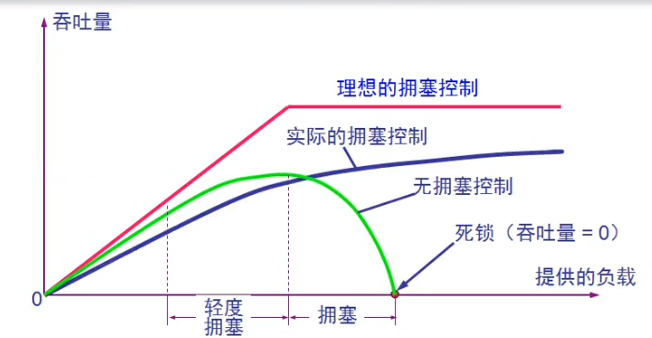 吞吐量
理想的拥塞控制
实际的拥塞控制
无拥塞控制
死锁（吞吐量 = 0）
提供的负载
0
轻度
拥塞
拥塞